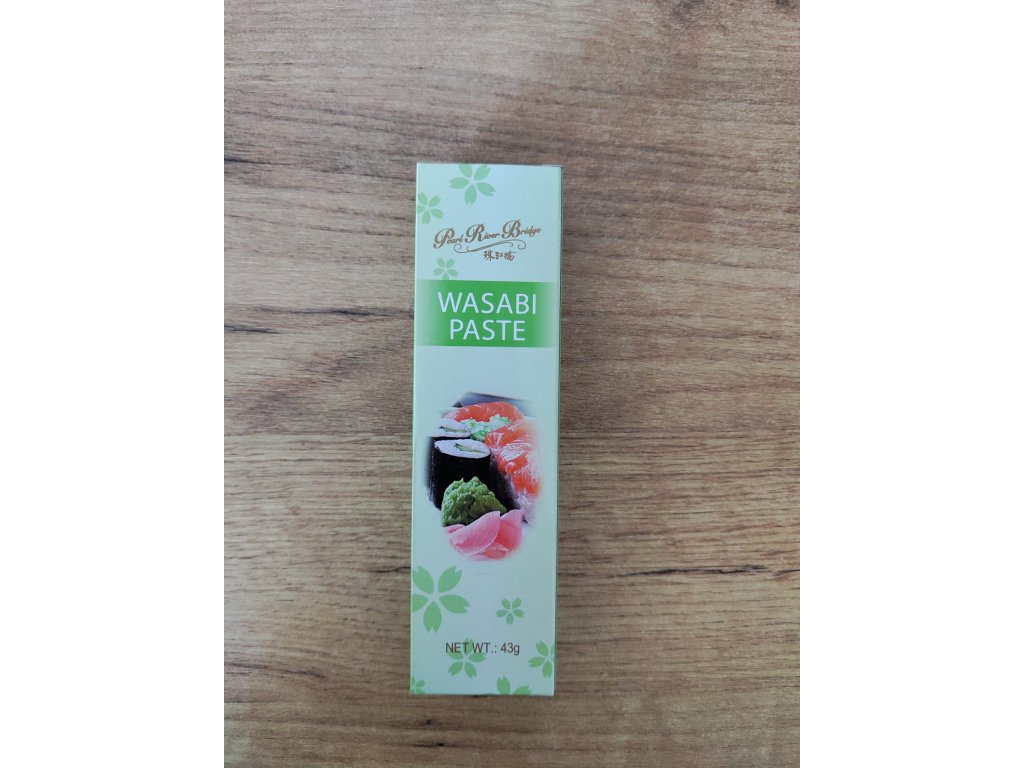 Pearl River Bridge
珠江橋
WASABI
PASTE
NET WT.: 43g